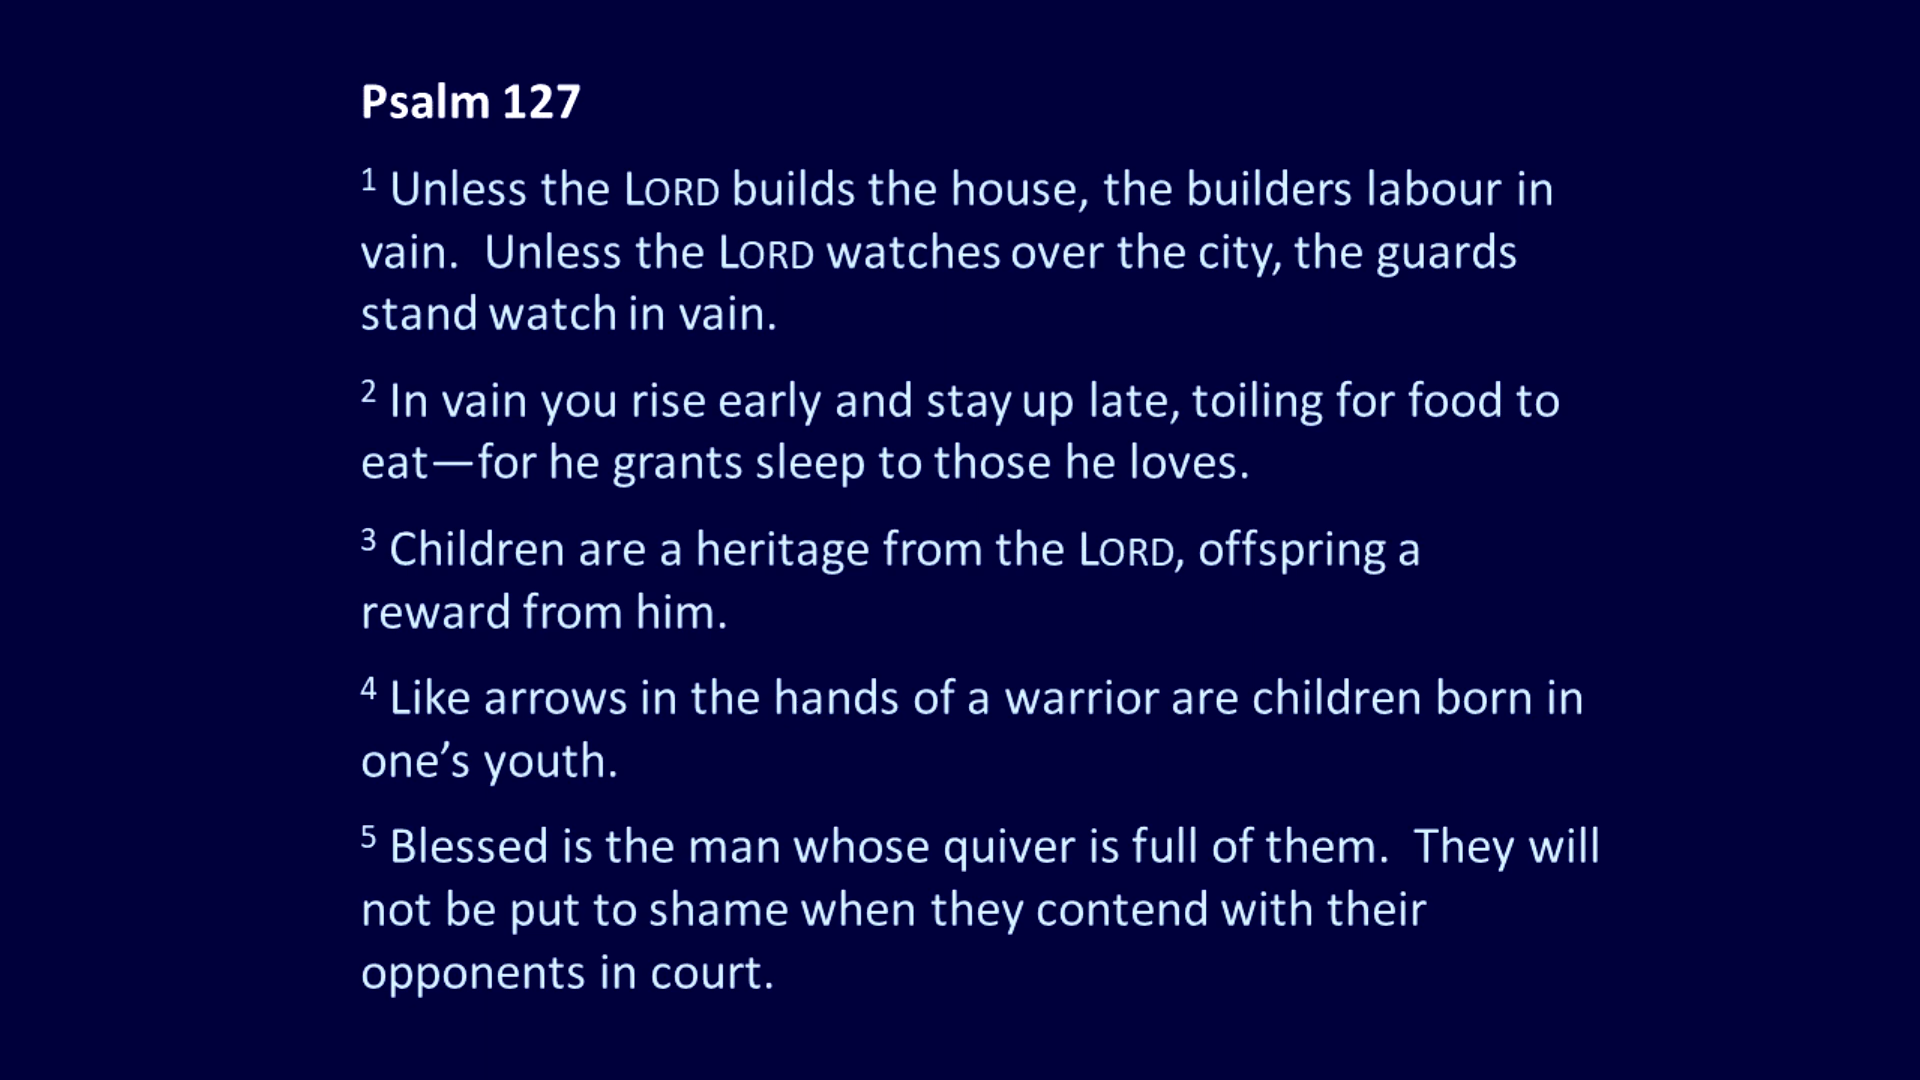 Psalm 127
1 Unless the LORD builds the house, the builders labour in
vain.  Unless the LORD watches over the city, the guards
stand watch in vain.
2 In vain you rise early and stay up late, toiling for food to
eat—for he grants sleep to those he loves.
3 Children are a heritage from the LORD, offspring a
reward from him.
4 Like arrows in the hands of a warrior are children born in
one’s youth.
5 Blessed is the man whose quiver is full of them.  They will
not be put to shame when they contend with their
opponents in court.